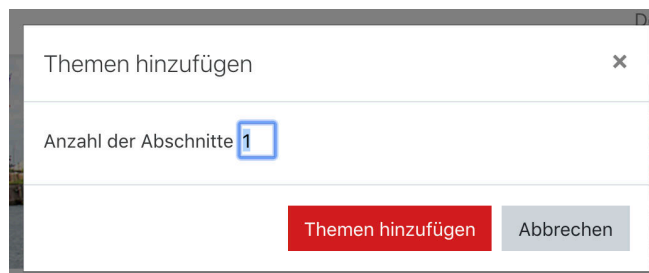 Themen hinzufügen ×
Anzahl der Abschnitte 1
Themen hinzufügen Abbrechen